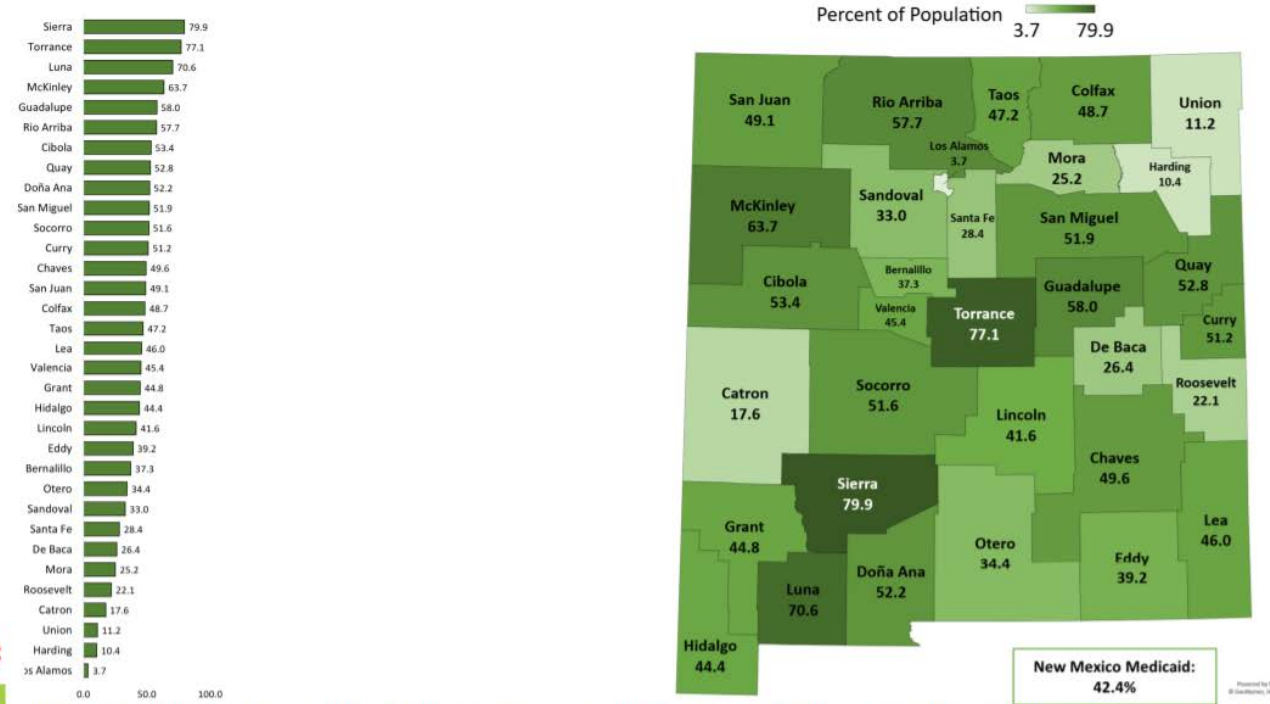 Sierra 79.9
Torrance 77.1
Luna 70.6
McKinley 63.7
Guadalupe 58.0
Rio Arriba 57.7
Cibola 53.4
Quay 52.8
Doña Ana 52.2
San Miguel 51.9
Socorro 51.6
Curry 51.2
Chaves 49.6
San Juan 49.1
Colfax 48.7
Taos 47.2
Lea 46.0
Valencia 45.4
Grant 44.8
Hidalgo 44.4
Lincoln 41.6
Eddy 39.2
Bernalillo 37.3
Otero 34.4
Sandoval 33.0
Santa Fe 28.4
De Baca 26.4
Mora 25.2
Roosevelt 22.1
Catron 17.6
Union 11.2
Harding 10.4
os Alamos 3.7
0.0 50.0 100.0
Percent of Population
3.7 79.9
San Juan
49.1
Rio Arriba
57.7
Taos
47.2
Colfax
48.7
Union
11.2
Los Alamos
3.7
Mora
25.2
Harding
10.4
McKinley
63.7
Sandoval
33.0
Santa Fe
28.4
San Miguel
51.9
Quay
52.8
Cibola
53.4
Bernalillo
37.3
Valencia
45.4
Torrance
77.1
Guadalupe
58.0
Curry
51.2
De Baca
26.4
Roosevelt
22.1
Catron
17.6
Socorro
51.6
Lincoln
41.6
Chaves
49.6
Sierra
79.9
Grant
44.8
Luna
70.6
Doña Ana
52.2
Otero
34.4
Eddy
39.2
Lea
46.0
Hidalgo
44.4
New Mexico Medicaid:
42.4%
Powered by